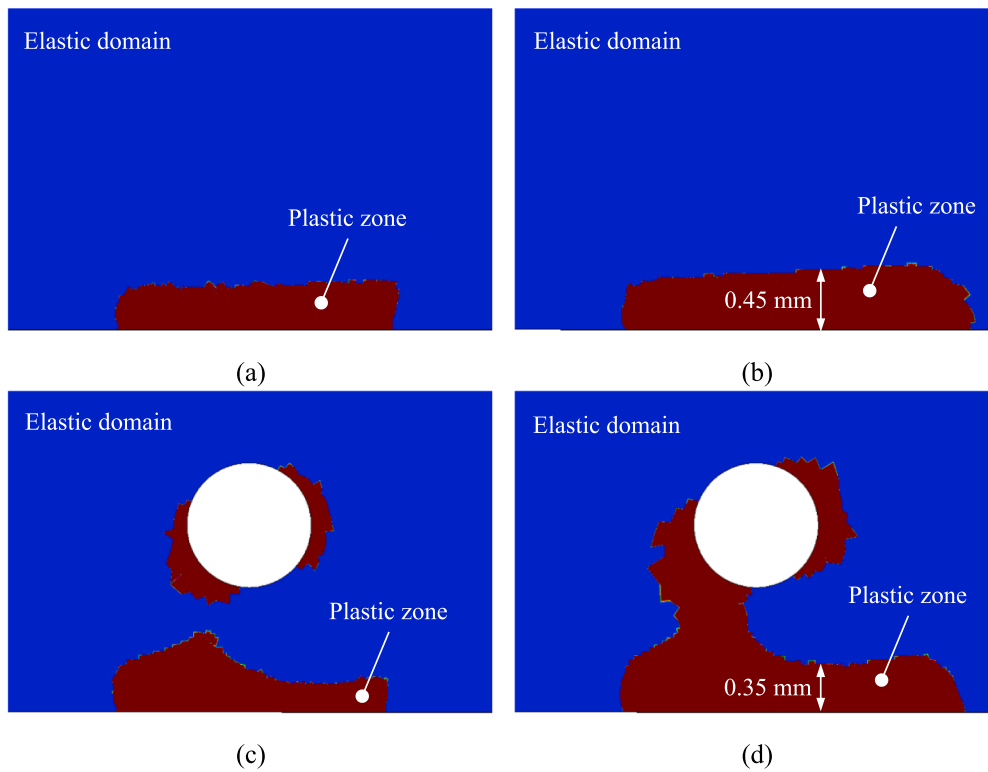 Elastic domain
Plastic zone
(a)
Elastic domain
Plastic zone
0.45 mm
(b)
Elastic domain
Plastic zone
(c)
Elastic domain
Plastic zone
0.35 mm
(d)